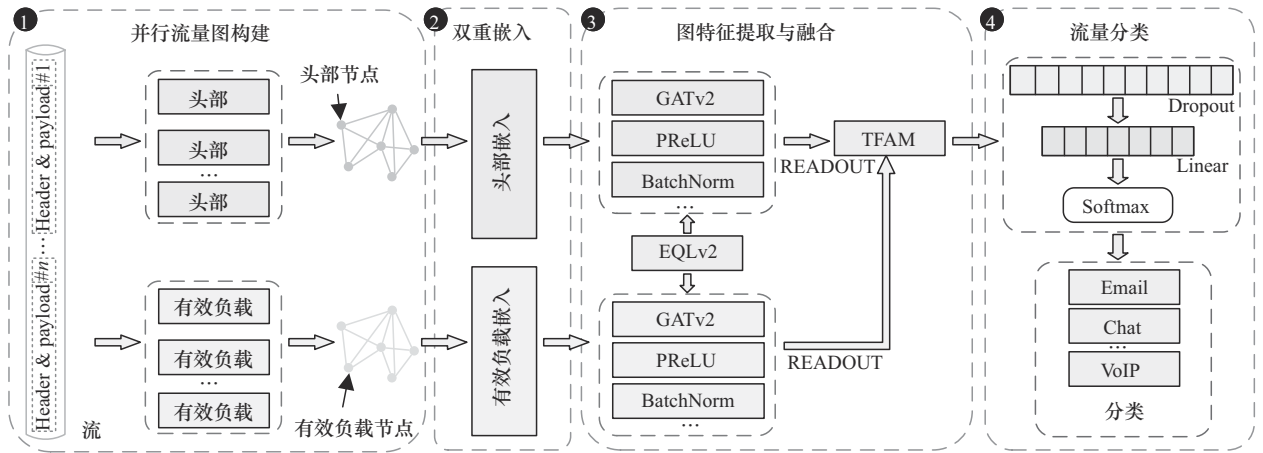 1
并行流量图构建
Header & payload#1
…
Header & payload#n
流
头部
头部
…
头部
头部节点
有效负载
有效负载
…
有效负载
有效负载节点
2
双重嵌入
头部嵌入
有效负载嵌入
3
图特征提取与融合
GATv2
PReLU
BatchNorm
…
EQLv2
GATv2
PReLU
BatchNorm
…
READOUT
READOUT
TFAM
4
流量分类
Dropout
Linear
Softmax
Email
Chat
…
VoIP
分类